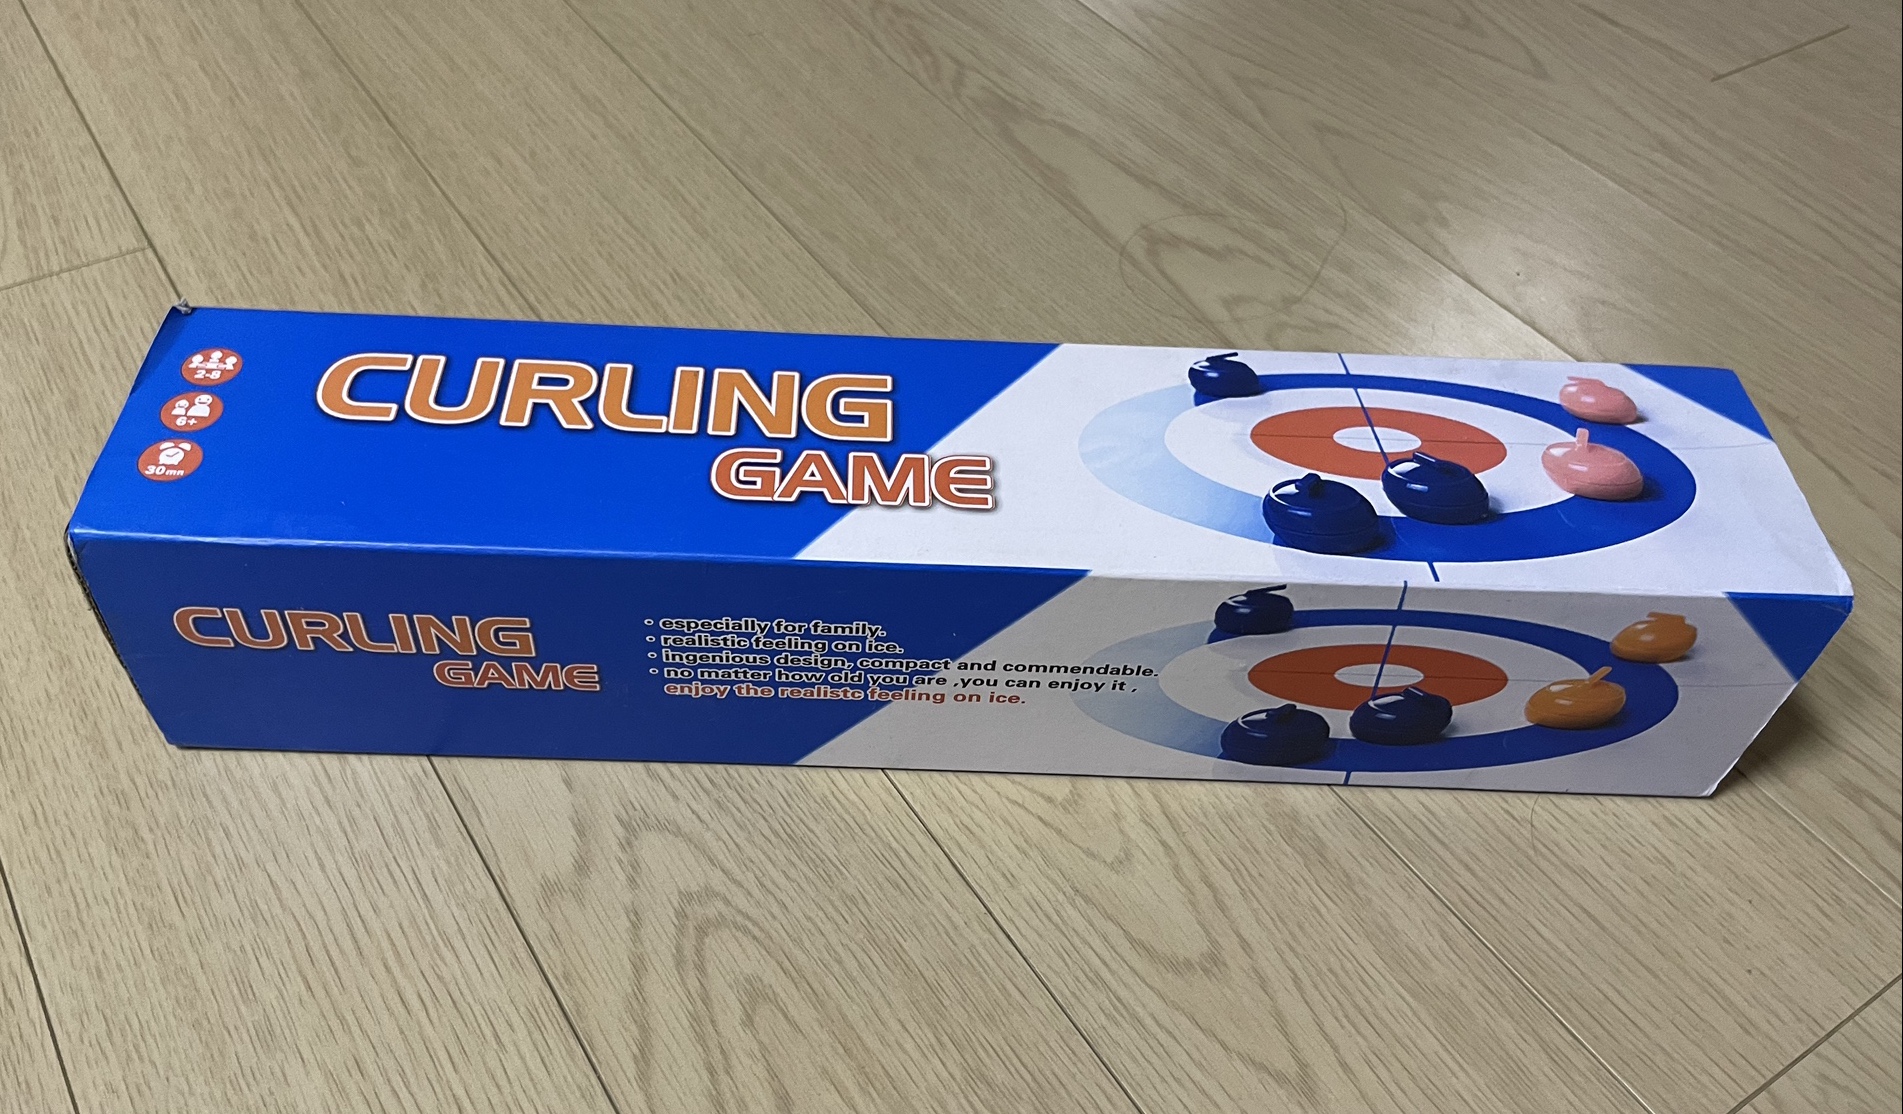 2-8
6+
30mn
CURLING
GAME
CURLING
GAME
• especially for family.
• realistic feeling on ice.
• ingenious design, compact and commendable.
• no matter how old you are ,you can enjoy it ,
enjoy the realistc feeling on ice.